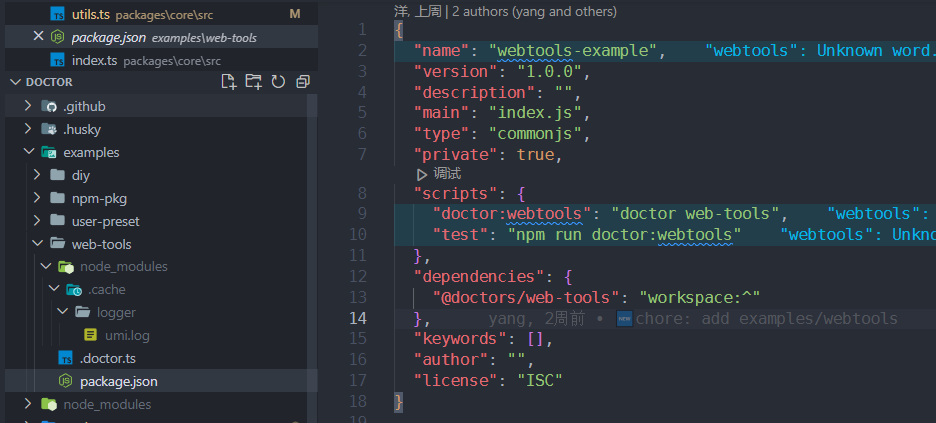 utils.ts packages\core\src M
package.json examples\web-tools
index.ts packages\core\src
DOCTOR
.github
.husky
examples
diy
npm-pkg
user-preset
web-tools
node_modules
.cache
logger
umi.log
.doctor.ts
package.json
node_modules
洋, 上周 | 2 authors (yang and others)
1 {
2 "name": "webtools-example", "webtools": Unknown word.
3 "version": "1.0.0",
4 "description": "",
5 "main": "index.js",
6 "type": "commonjs",
7 "private": true,
调试
8 "scripts": {
9 "doctor:webtools": "doctor web-tools", "webtools":
10 "test": "npm run doctor:webtools" "webtools": Unkno
11 },
12 "dependencies": {
13 "@doctors/web-tools": "workspace:^"
14 }, yang, 2周前 • 🆕chore: add examples/webtools
15 "keywords": [],
16 "author": "",
17 "license": "ISC"
18 }